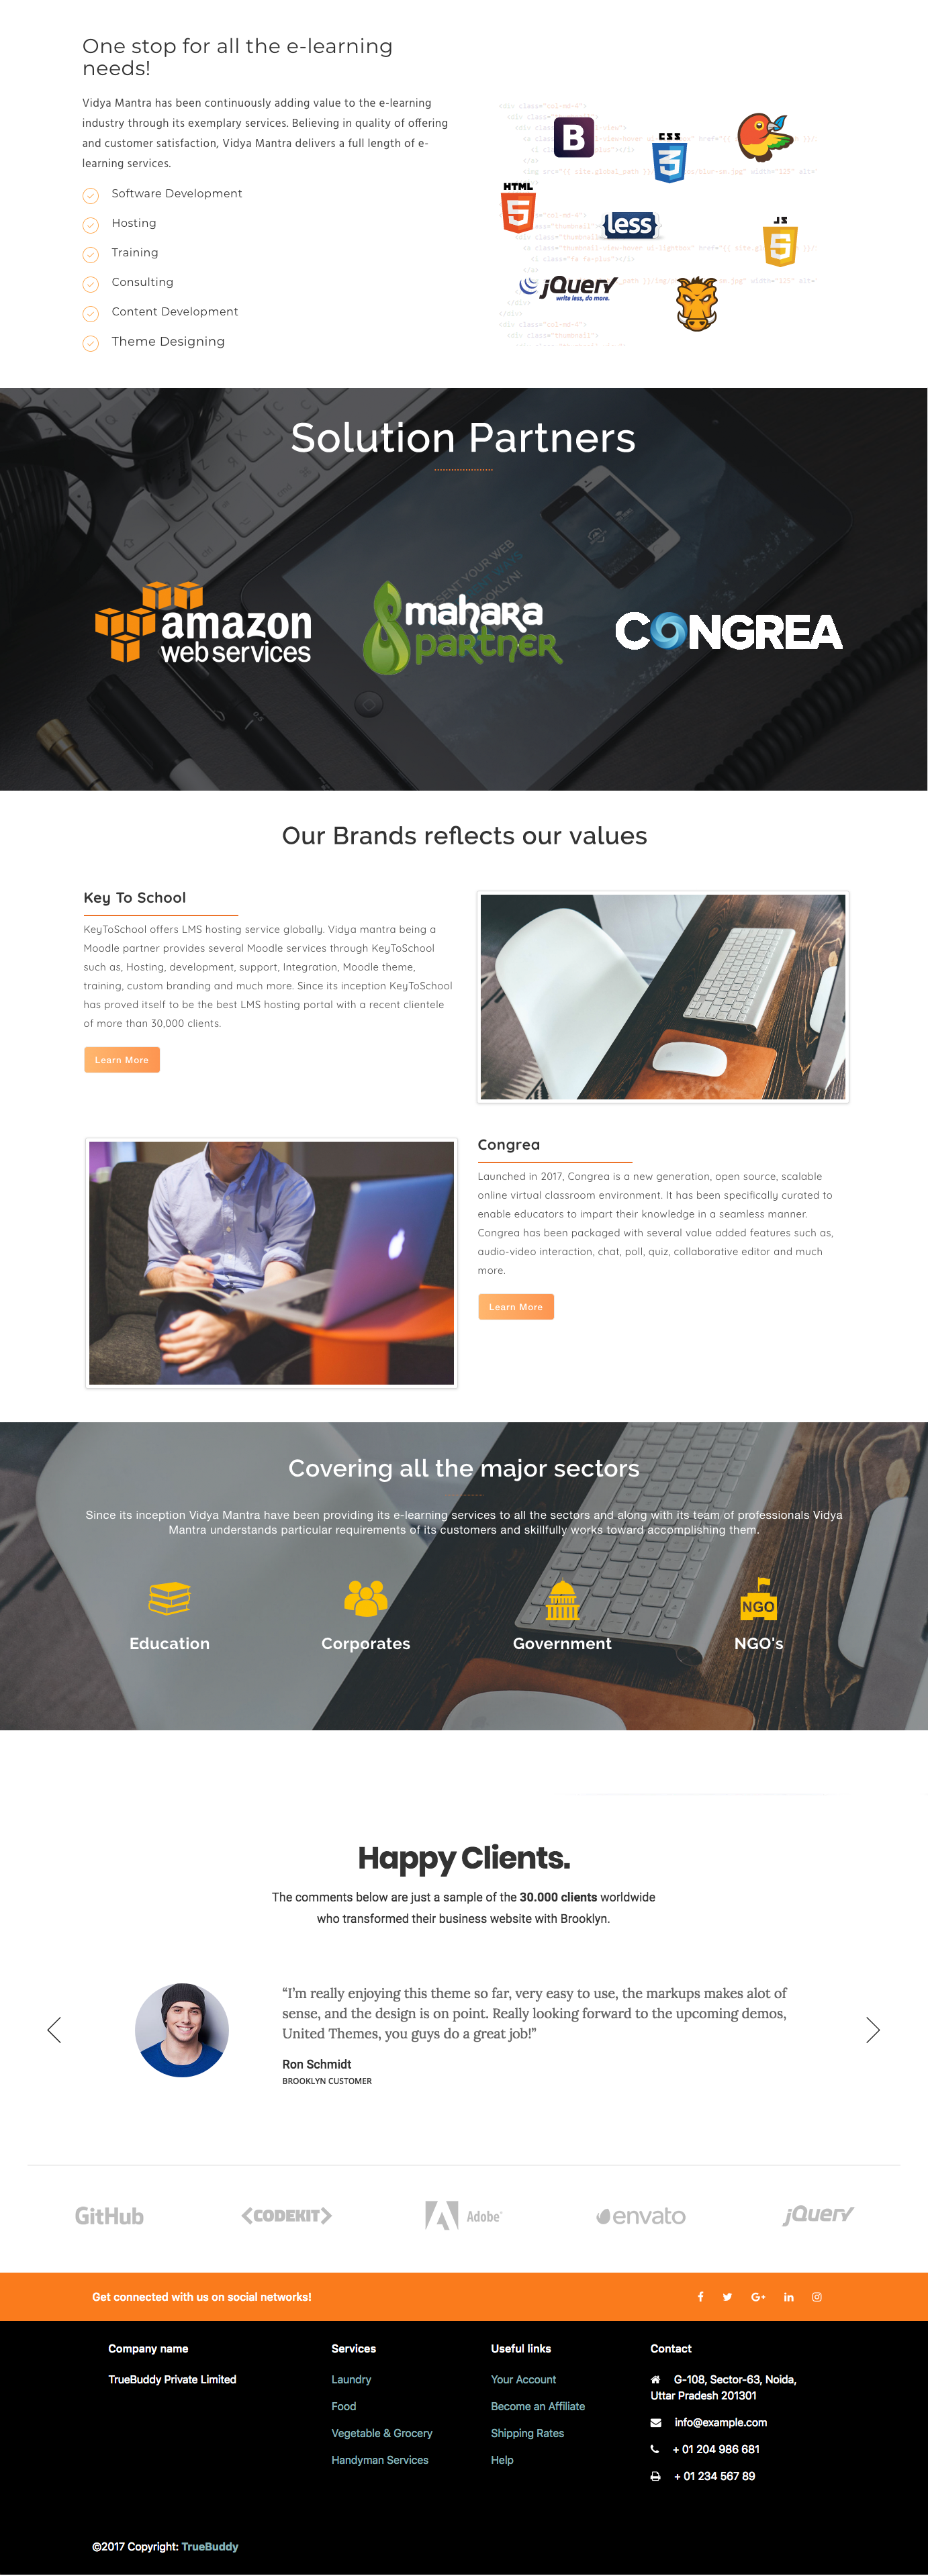 One stop for all the e-learning
needs!
Vidya Mantra has been continuously adding value to the e-learning
industry through its exemplary services. Believing in quality of offering
and customer satisfaction, Vidya Mantra delivers a full length of e-
learning services.
Software Development
Hosting
Training
Consulting
Content Development
Theme Designing
<div class="col-md-4">
B
CSS
3
HTML
5
less
JS
5
jQuery
write less, do more.
<div class="col-md-4">
<div class="thumbnail">
Solution Partners
amazon
web services
mahara
partner
CONGREA
Our Brands reflects our values
Key To School
KeyToSchool offers LMS hosting service globally. Vidya mantra being a
Moodle partner provides several Moodle services through KeyToSchool
such as, Hosting, development, support, Integration, Moodle theme,
training, custom branding and much more. Since its inception KeyToSchool
has proved itself to be the best LMS hosting portal with a recent clientele
of more than 30,000 clients.
Learn More
Congrea
Launched in 2017, Congrea is a new generation, open source, scalable
online virtual classroom environment. It has been specifically curated to
enable educators to impart their knowledge in a seamless manner.
Congrea has been packaged with several value added features such as,
audio-video interaction, chat, poll, quiz, collaborative editor and much
more.
Learn More
Covering all the major sectors
Since its inception Vidya Mantra have been providing its e-learning services to all the sectors and along with its team of professionals Vidya
Mantra understands particular requirements of its customers and skillfully works toward accomplishing them.
NGO
Education Corporates Government NGO's
Happy Clients.
The comments below are just a sample of the 30.000 clients worldwide
who transformed their business website with Brooklyn.
“I'm really enjoying this theme so far, very easy to use, the markups makes alot of
sense, and the design is on point. Really looking forward to the upcoming demos,
United Themes, you guys do a great job!”
Ron Schmidt
BROOKLYN CUSTOMER
GitHub <CODEKIT> Adobe envato jQuery
Get connected with us on social networks!
Company name
TrueBuddy Private Limited
Services
Laundry
Food
Vegetable & Grocery
Handyman Services
Useful links
Your Account
Become an Affiliate
Shipping Rates
Help
Contact
G-108, Sector-63, Noida,
Uttar Pradesh 201301
info@example.com
+ 01 204 986 681
+ 01 234 567 89
©2017 Copyright: TrueBuddy